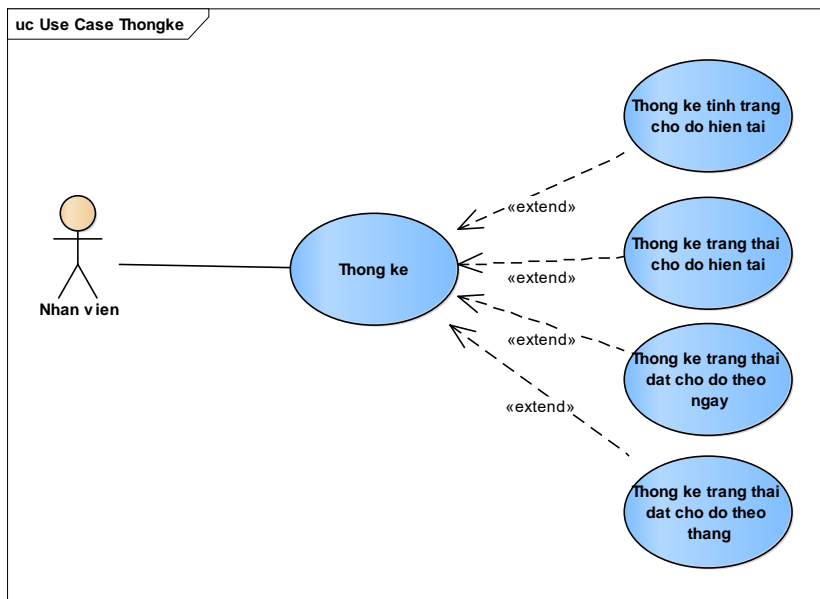 uc Use Case Thongke
Thong ke tinh trang
cho do hien tai
«extend»
Thong ke trang thai
cho do hien tai
Thong ke
«extend»
Nhan vien
«extend»
Thong ke trang thai
dat cho do theo
ngay
«extend»
Thong ke trang thai
dat cho do theo
thang